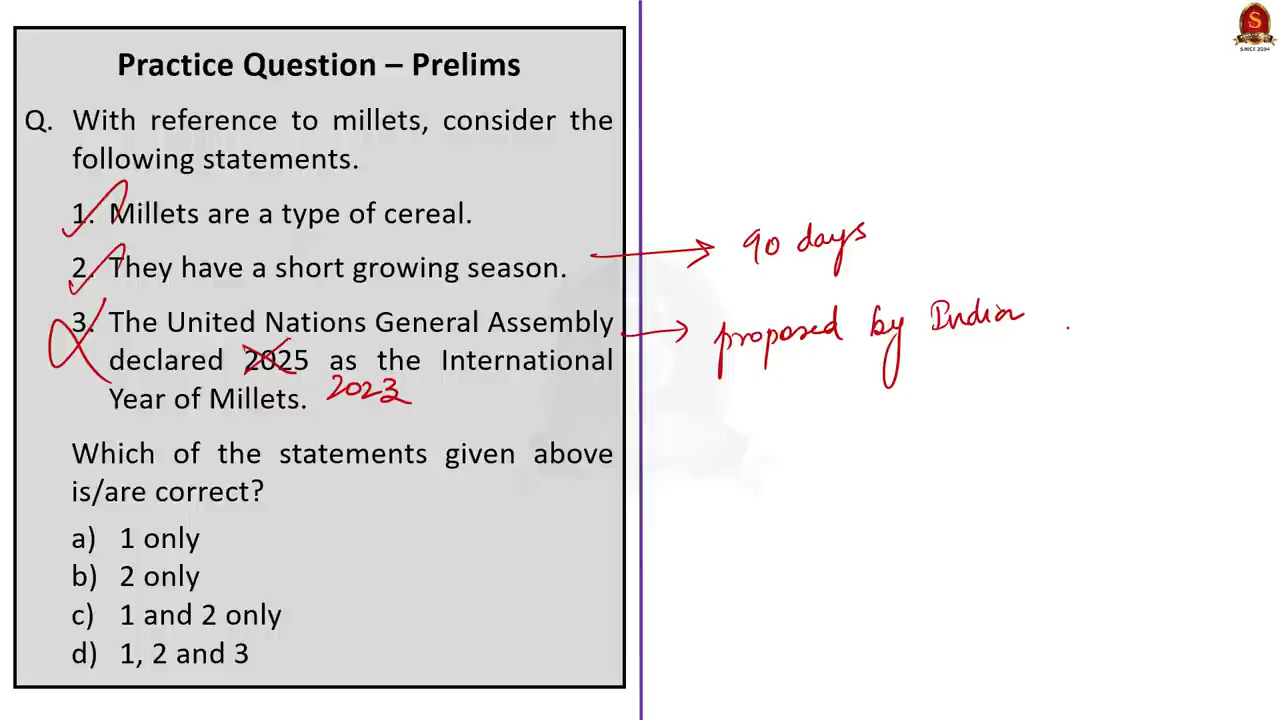 Practice Question – Prelims
Q. With reference to millets, consider the
following statements.
1. Millets are a type of cereal.
2. They have a short growing season.
90 days
3. The United Nations General Assembly
proposed by India
declared 2025 as the International
2023
Year of Millets.
Which of the statements given above
is/are correct?
a) 1 only
b) 2 only
c) 1 and 2 only
d) 1, 2 and 3
S
SINCE 2004